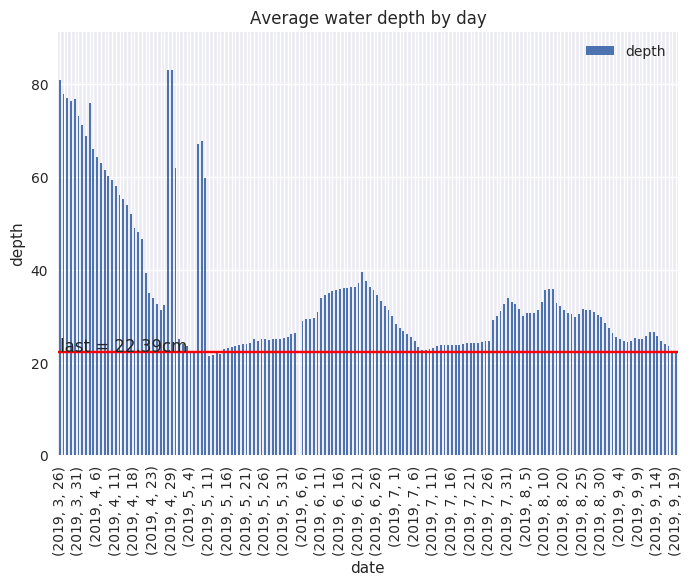 Average water depth by day
depth
80
60
40
20
0
depth
last = 22.39cm
(2019, 3, 26)
(2019, 3, 31)
(2019, 4, 6)
(2019, 4, 11)
(2019, 4, 18)
(2019, 4, 23)
(2019, 4, 29)
(2019, 5, 4)
(2019, 5, 11)
(2019, 5, 16)
(2019, 5, 21)
(2019, 5, 26)
(2019, 5, 31)
(2019, 6, 6)
(2019, 6, 11)
(2019, 6, 16)
(2019, 6, 21)
(2019, 6, 26)
(2019, 7, 1)
(2019, 7, 6)
(2019, 7, 11)
(2019, 7, 16)
(2019, 7, 21)
(2019, 7, 26)
(2019, 7, 31)
(2019, 8, 5)
(2019, 8, 10)
(2019, 8, 20)
(2019, 8, 25)
(2019, 8, 30)
(2019, 9, 4)
(2019, 9, 9)
(2019, 9, 14)
(2019, 9, 19)
date